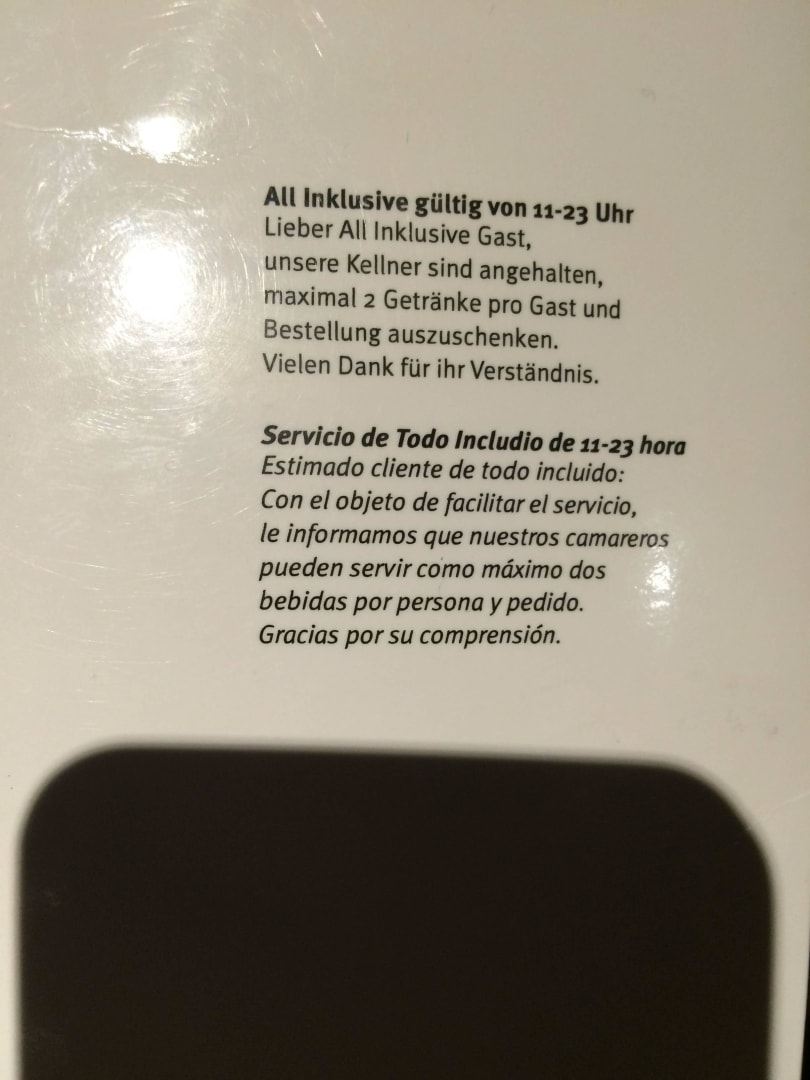 All Inklusive gültig von 11-23 Uhr
Lieber All Inklusive Gast,
unsere Kellner sind angehalten,
maximal 2 Getränke pro Gast und
Bestellung auszuschenken.
Vielen Dank für ihr Verständnis.
Servicio de Todo Includio de 11-23 hora
Estimado cliente de todo incluido:
Con el objeto de facilitar el servicio,
le informamos que nuestros camareros
pueden servir como máximo dos
bebidas por persona y pedido.
Gracias por su comprensión.